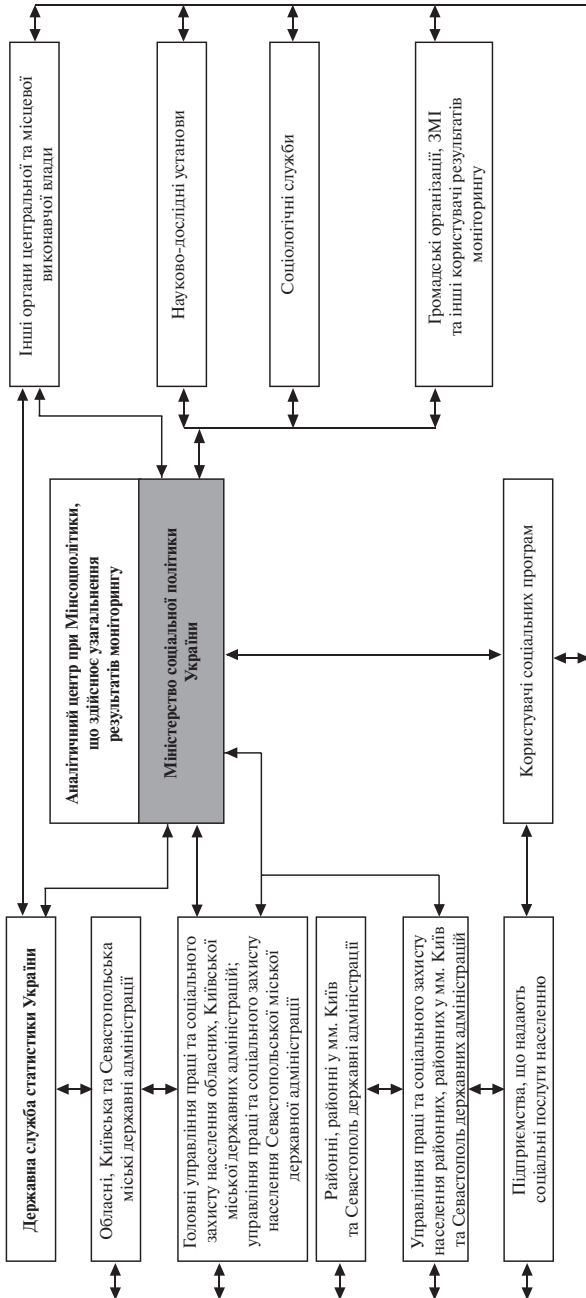 Державна служба статистики України
Обласні, Київська та Севастопольська
міські державні адміністрації
Головні управління праці та соціального
захисту населення обласних, Київської
міської державних адміністрацій;
управління праці та соціального захисту
населення Севастопольської міської
державної адміністрації
Районні, районні у мм. Київ
та Севастополь державні адміністрації
Управління праці та соціального захисту
населення районних, районних у мм. Київ
та Севастополь державних адміністрацій
Підприємства, що надають
соціальні послуги населенню
Аналітичний центр при Мінсоцполітики,
що здійснює узагальнення
результатів моніторингу
Міністерство соціальної політики
України
Користувачі соціальних програм
Інші органи центральної та місцевої
виконавчої влади
Науково-дослідні установи
Соціологічні служби
Громадські організації, ЗМІ
та інші користувачі результатів
моніторингу